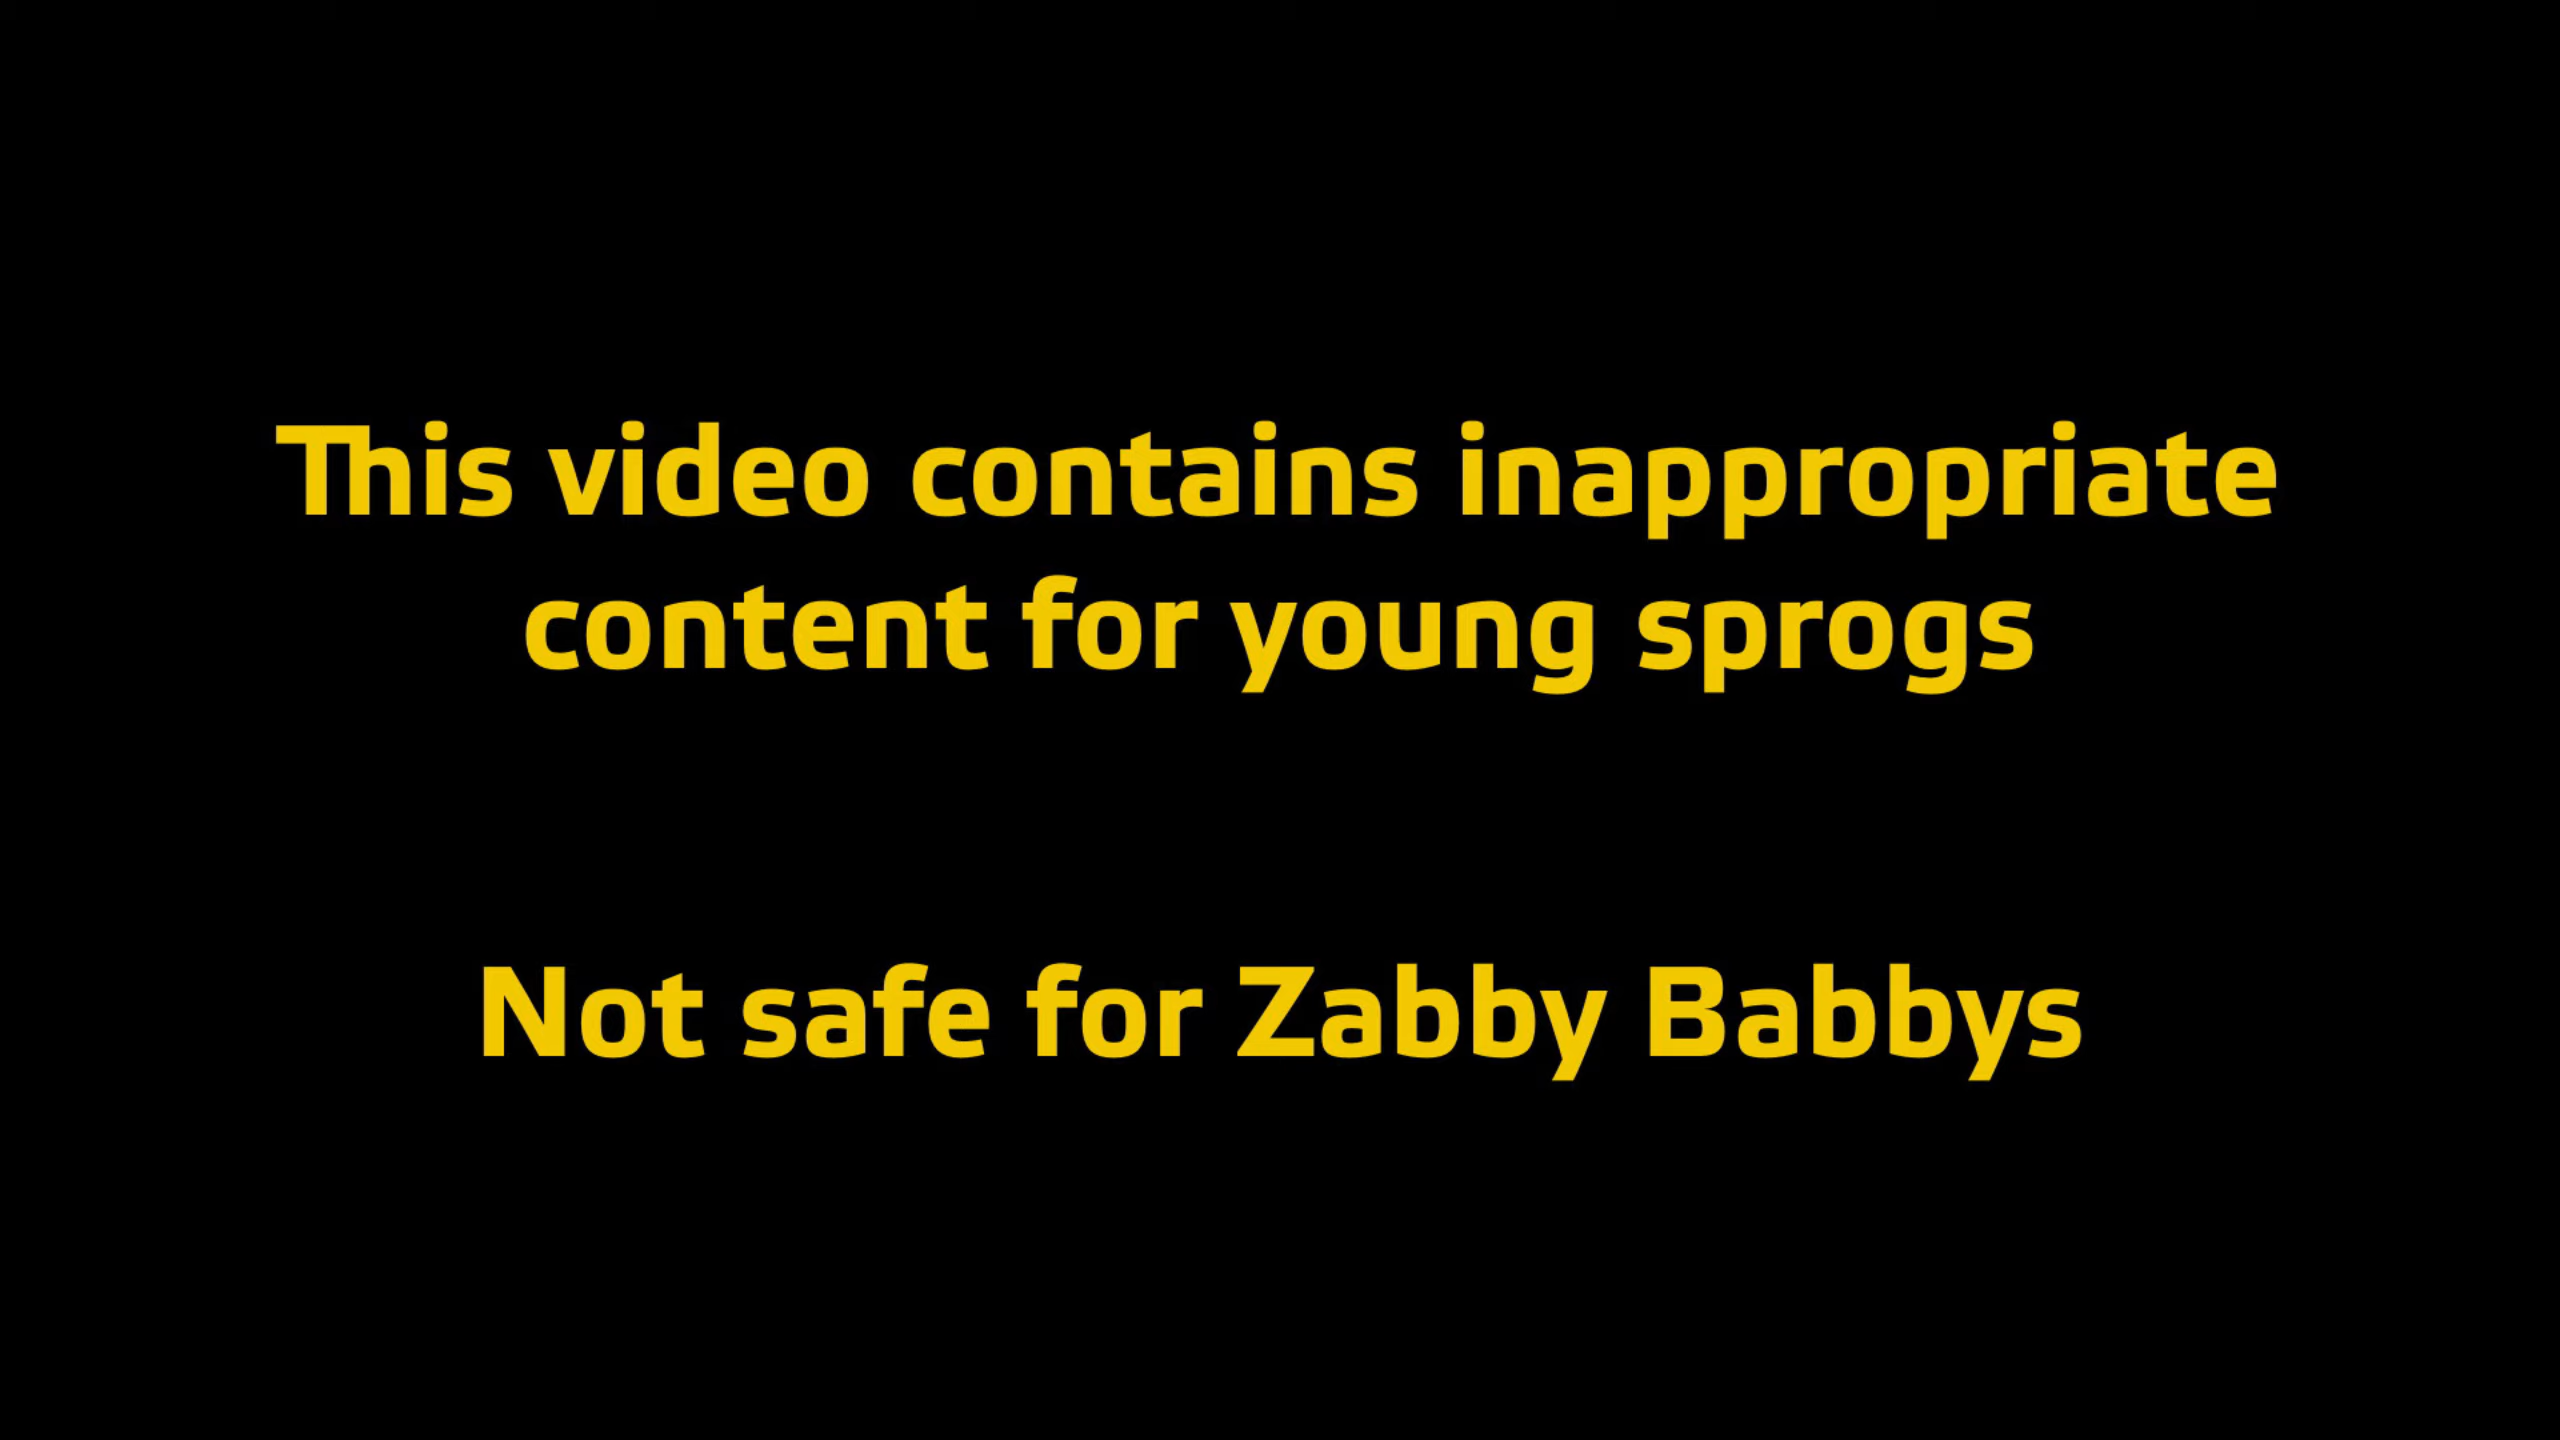 This video contains inappropriate
content for young sprogs
Not safe for Zabby Babbys